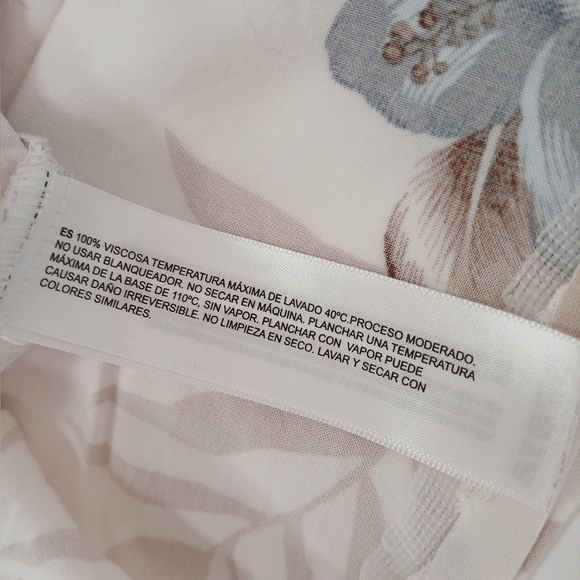 ES 100% VISCOSA TEMPERATURA MÁXIMA DE LAVADO 40ºC.PROCESO MODERADO,
NO USAR BLANQUEADOR. NO SECAR EN MÁQUINA. PLANCHAR UNA TEMPERATURA
MÁXIMA DE LA BASE DE 110ºC, SIN VAPOR. PLANCHAR CON VAPOR PUEDE
CAUSAR DAÑO IRREVERSIBLE. NO LIMPIEZA EN SECO. LAVAR Y SECAR CON
COLORES SIMILARES.